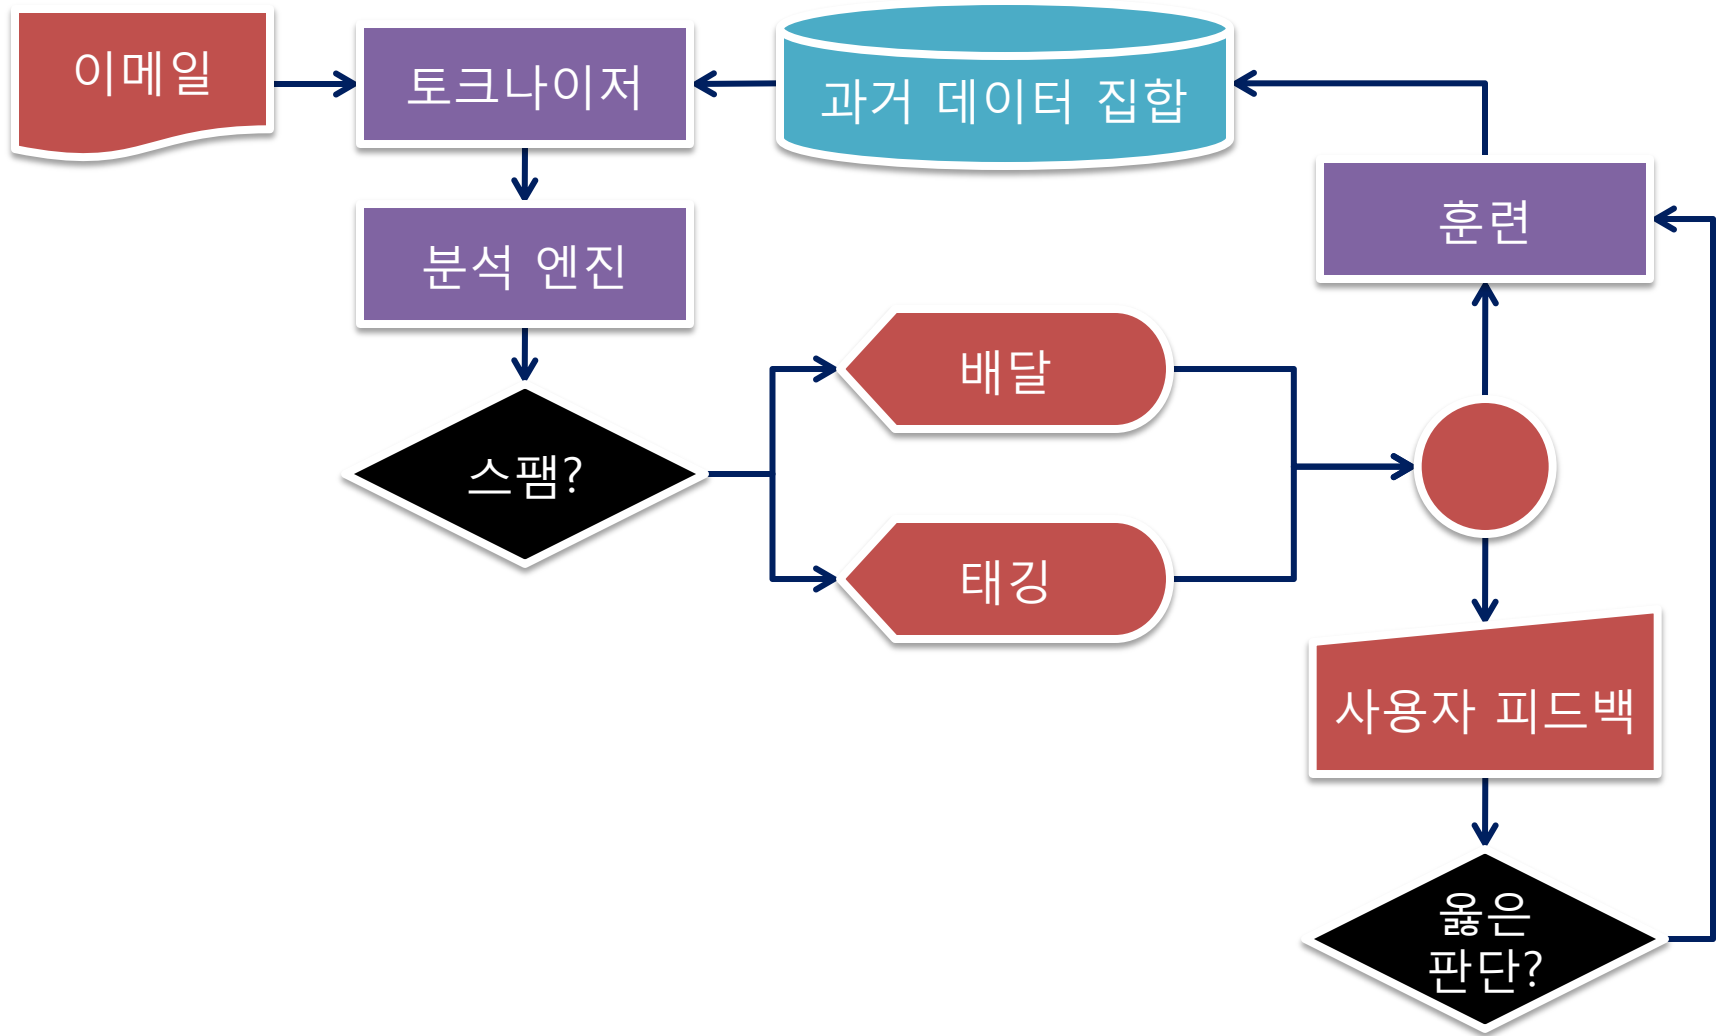 이메일
토크나이저
과거 데이터 집합
훈련
분석 엔진
배달
스팸?
태깅
사용자 피드백
옳은
판단?